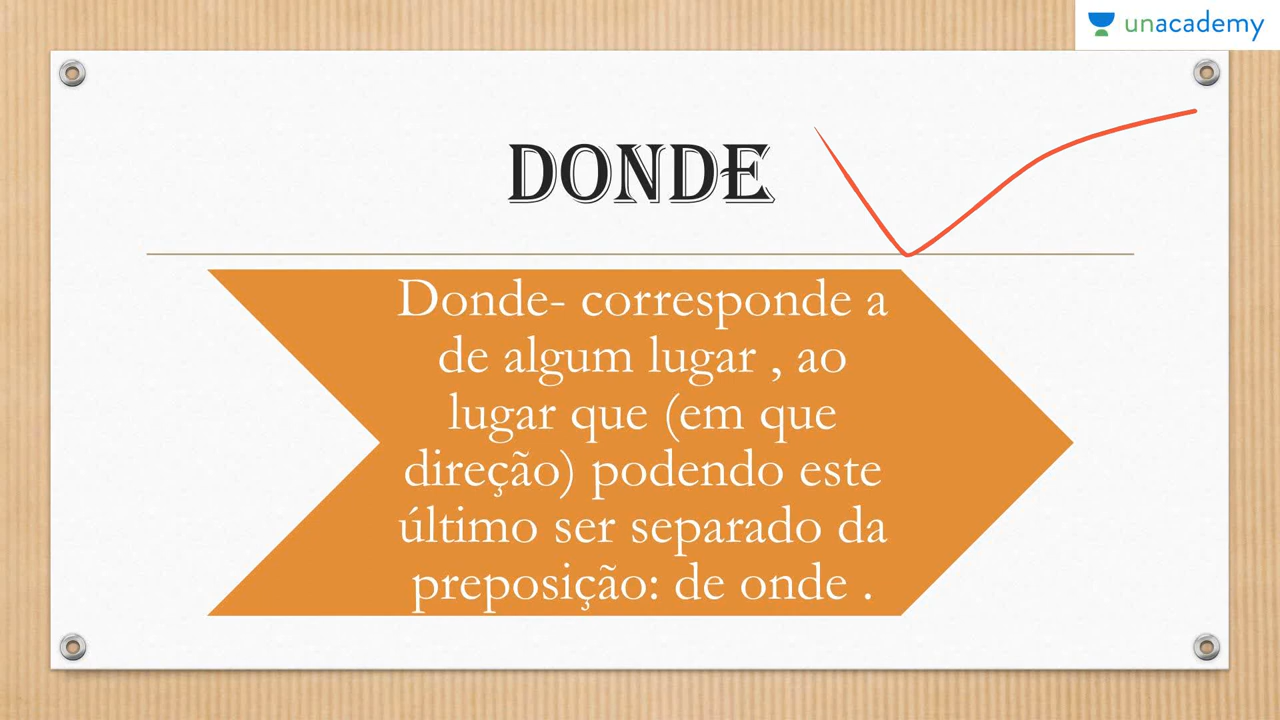 unacademy
DONDE
Donde- corresponde a
de algum lugar , ao
lugar que (em que
direção) podendo este
último ser separado da
preposição: de onde .